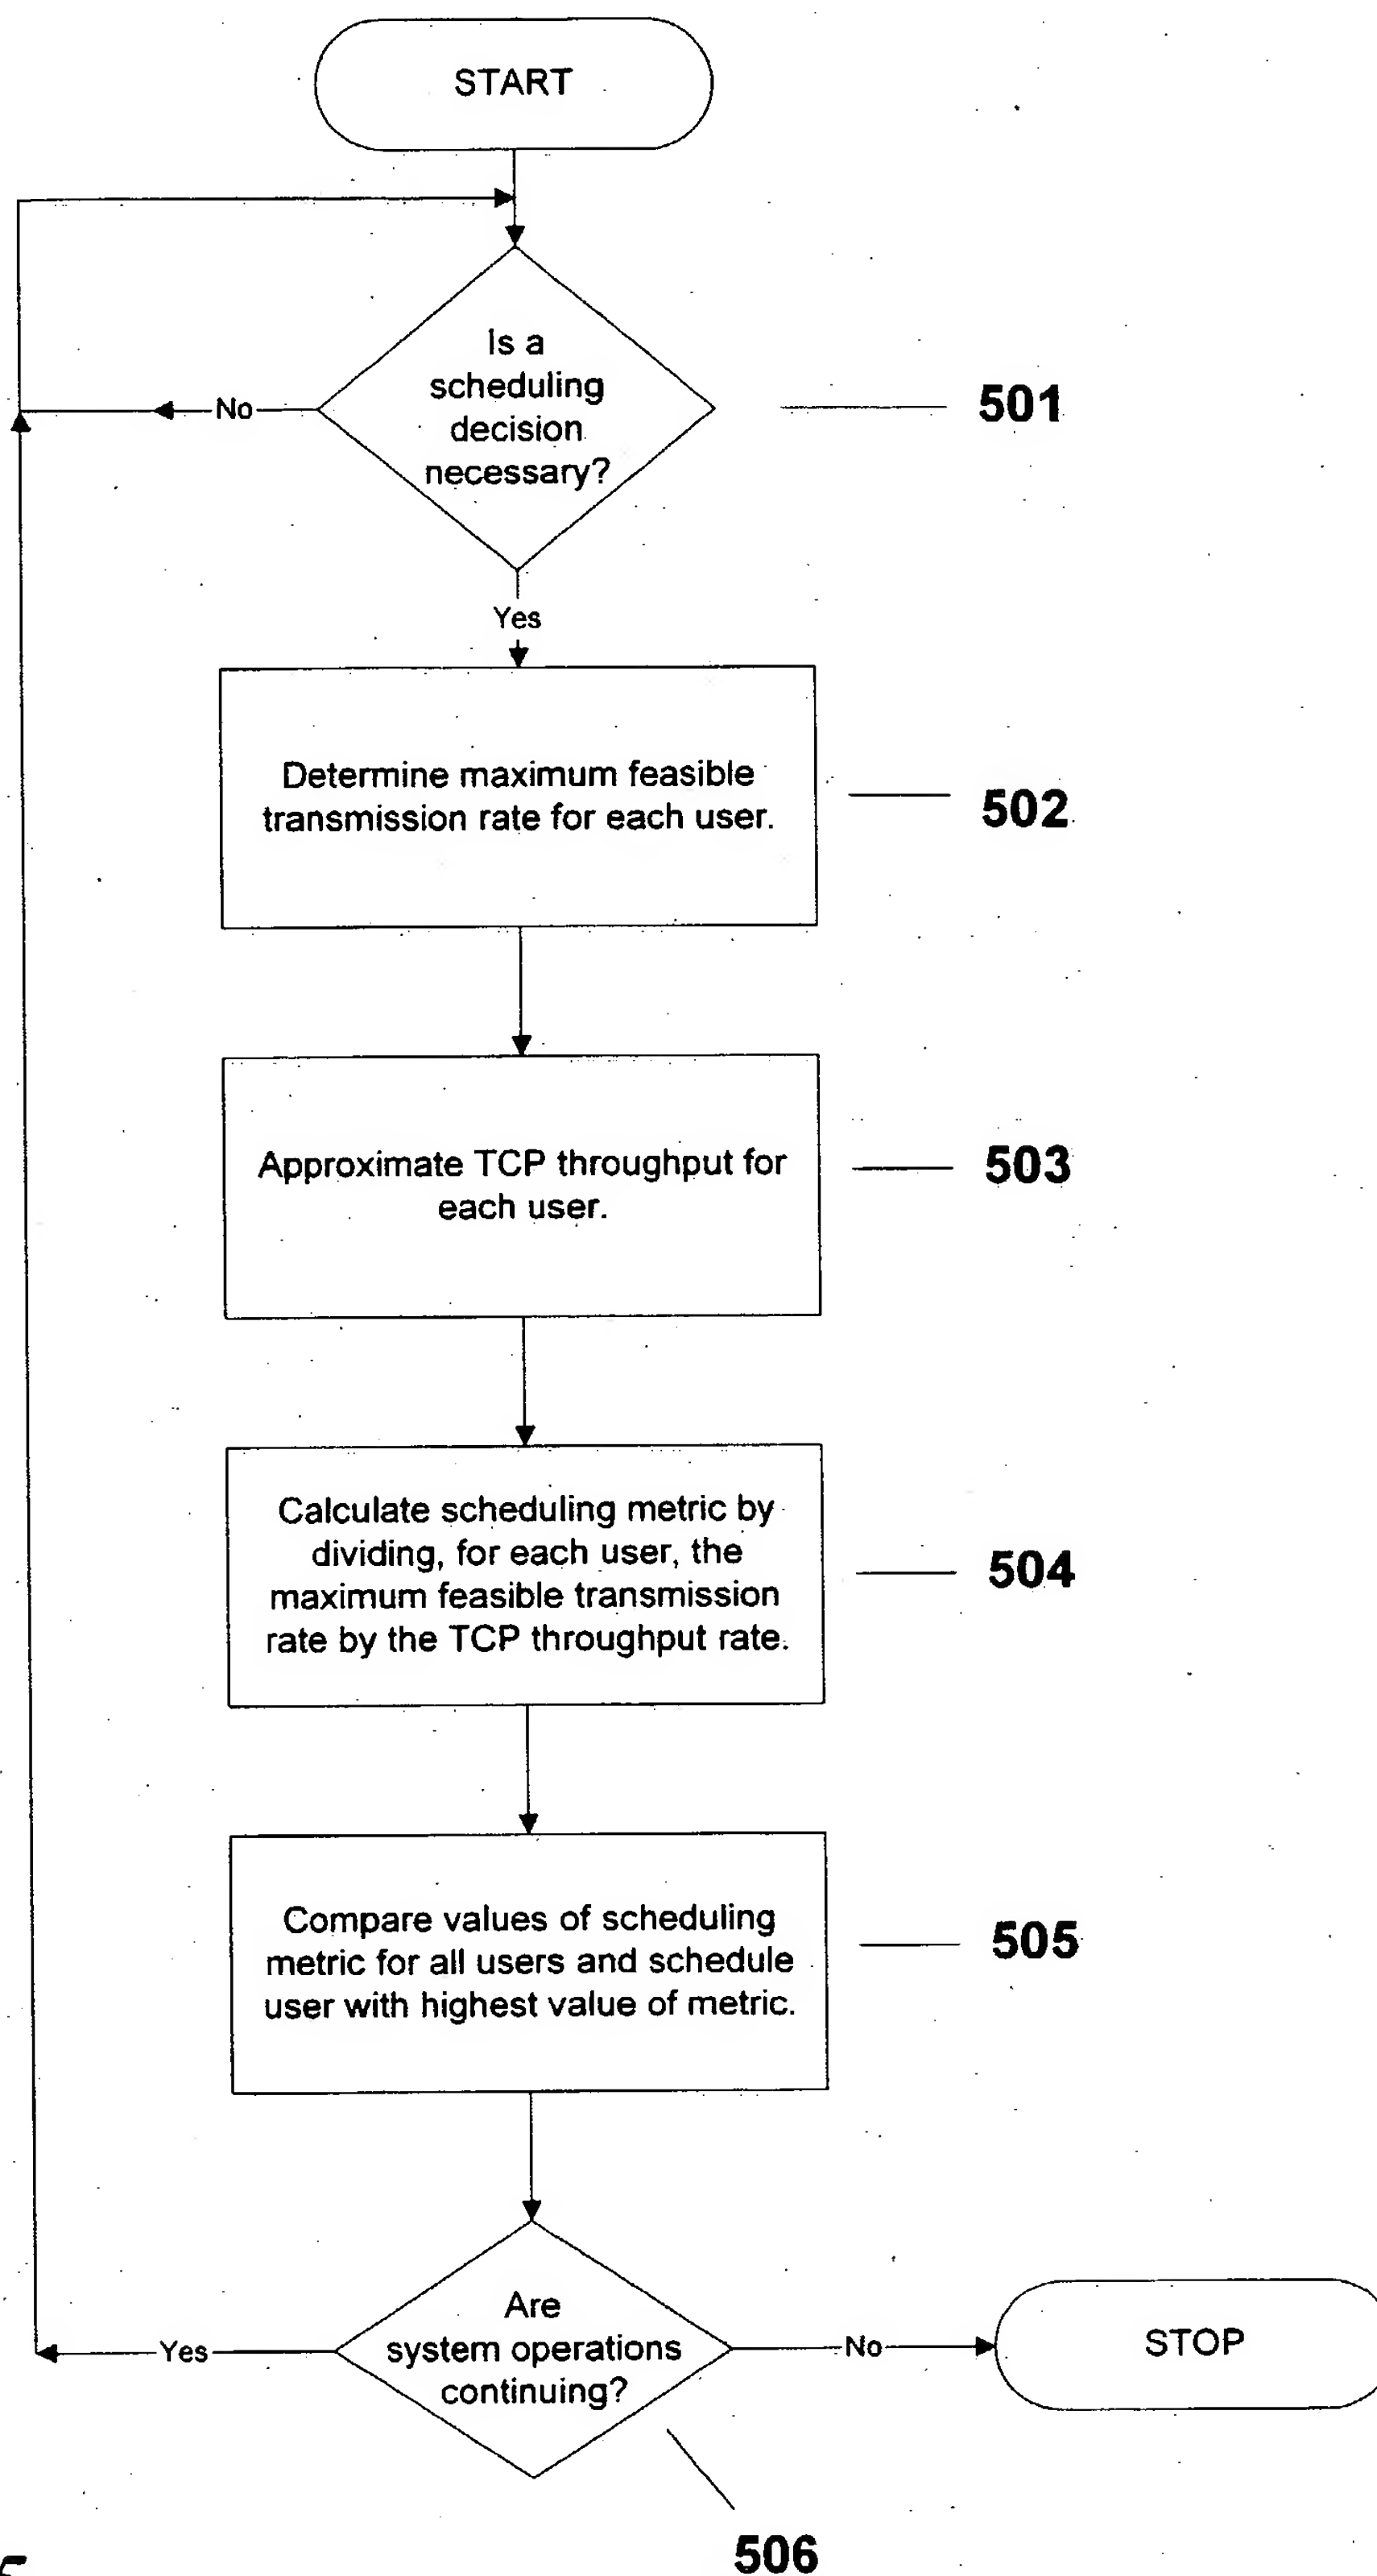 START
Is a
scheduling
decision
necessary?
No
501
Yes
Determine maximum feasible
transmission rate for each user.
502
Approximate TCP throughput for
each user.
503
Calculate scheduling metric by
dividing, for each user, the
maximum feasible transmission
rate by the TCP throughput rate.
504
Compare values of scheduling
metric for all users and schedule
user with highest value of metric.
505
Are
system operations
continuing?
Yes
No
STOP
506